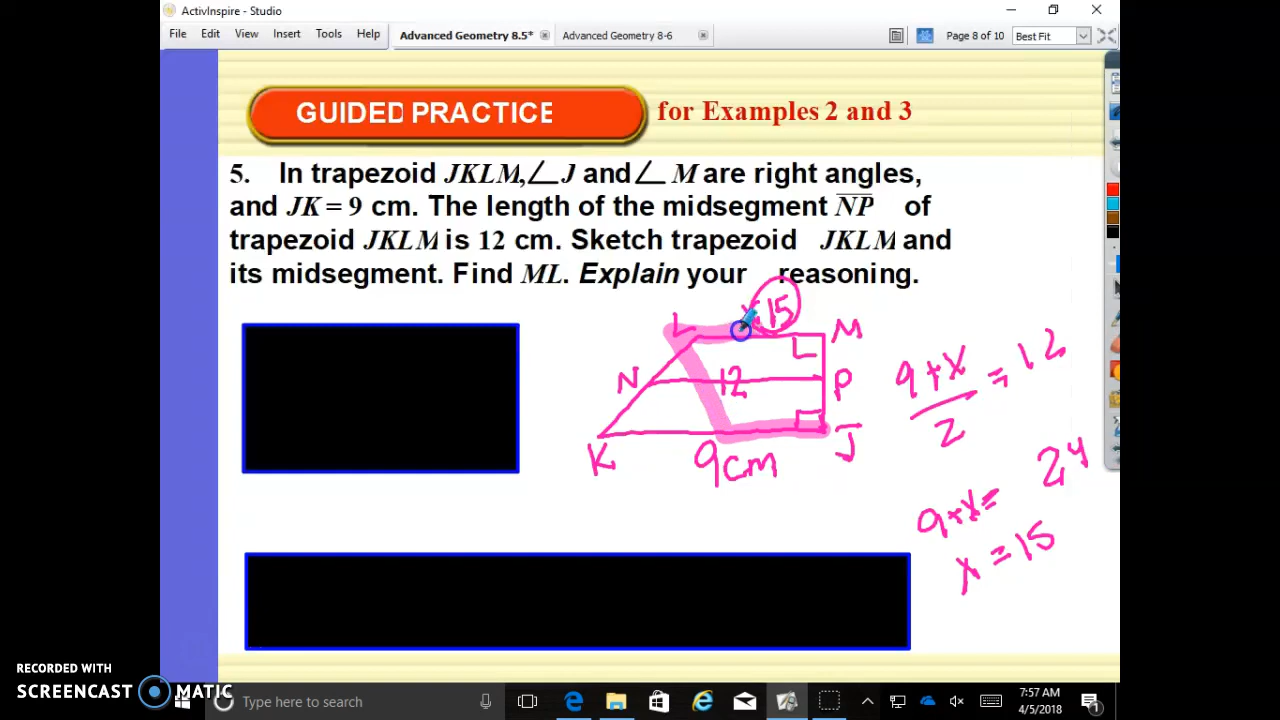 ActivInspire - Studio
File Edit View Insert Tools Help Advanced Geometry 8.5* Advanced Geometry 8-6 Page 8 of 10 Best Fit
GUIDED PRACTICE for Examples 2 and 3
5. In trapezoid JKLM, ∠ J and ∠ M are right angles,
and JK = 9 cm. The length of the midsegment NP of
trapezoid JKLM is 12 cm. Sketch trapezoid JKLM and
its midsegment. Find ML. Explain your reasoning.
15
L M
N 12 P
K 9cm J
9+x/2 = 12
9+x= 24
x=15
RECORDED WITH
SCREENCAST MATIC
Type here to search
7:57 AM
4/5/2018
1